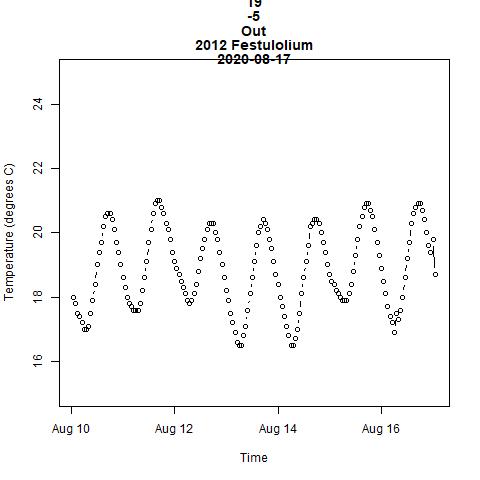 19
-5
Out
2012 Festulolium
2020-08-17
24
22
20
18
16
Temperature (degrees C)
Aug 10
Aug 12
Aug 14
Aug 16
Time